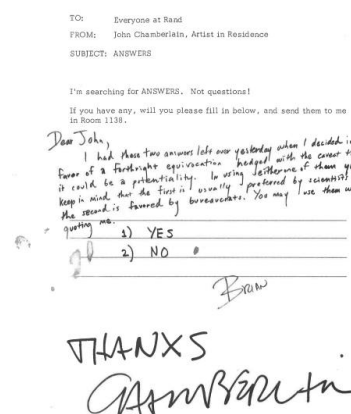 TO: Everyone at Rand
FROM: John Chamberlain, Artist in Residence
SUBJECT: ANSWERS
I'm searching for ANSWERS. Not questions!
If you have any, will you please fill in below, and send them to me
in Room 1138.
Dear John,
I had these two answers left over yesterday when I decided in
favor of a forthright equivocation hedged with the caveat
it could be a potentiality. In using either one of them
keep in mind that the first is usually preferred by scientists
the second is favored by bureaucrats. You may use them
quoting me.
1) YES
2) NO
Brian
THANXS
CHAMBERLAIN